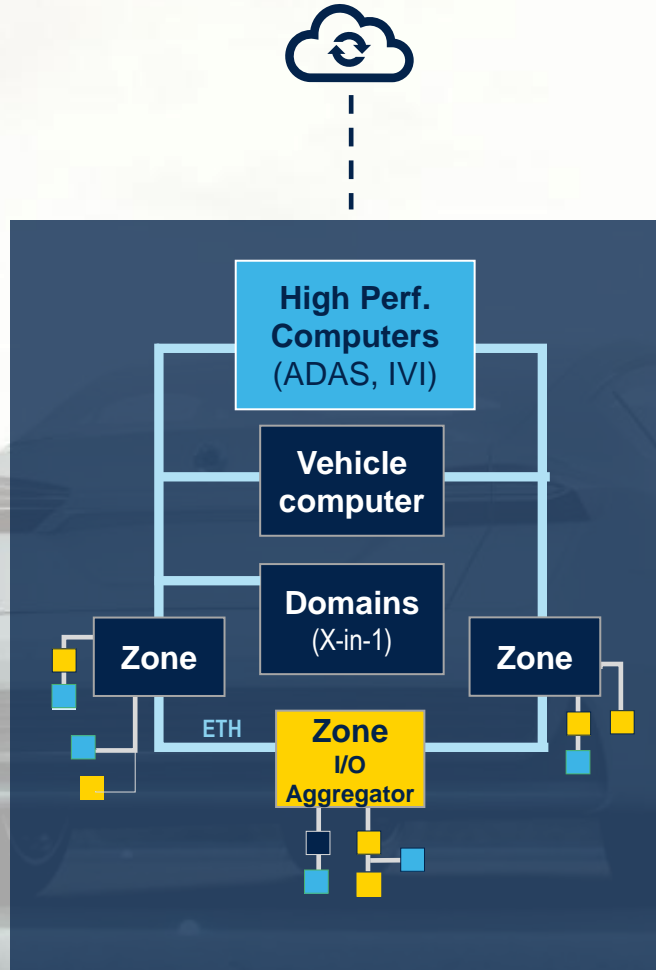 High Perf.
Computers
(ADAS, IVI)
Vehicle
computer
Domains
(X-in-1)
Zone
Zone
ETH
Zone
I/O
Aggregator